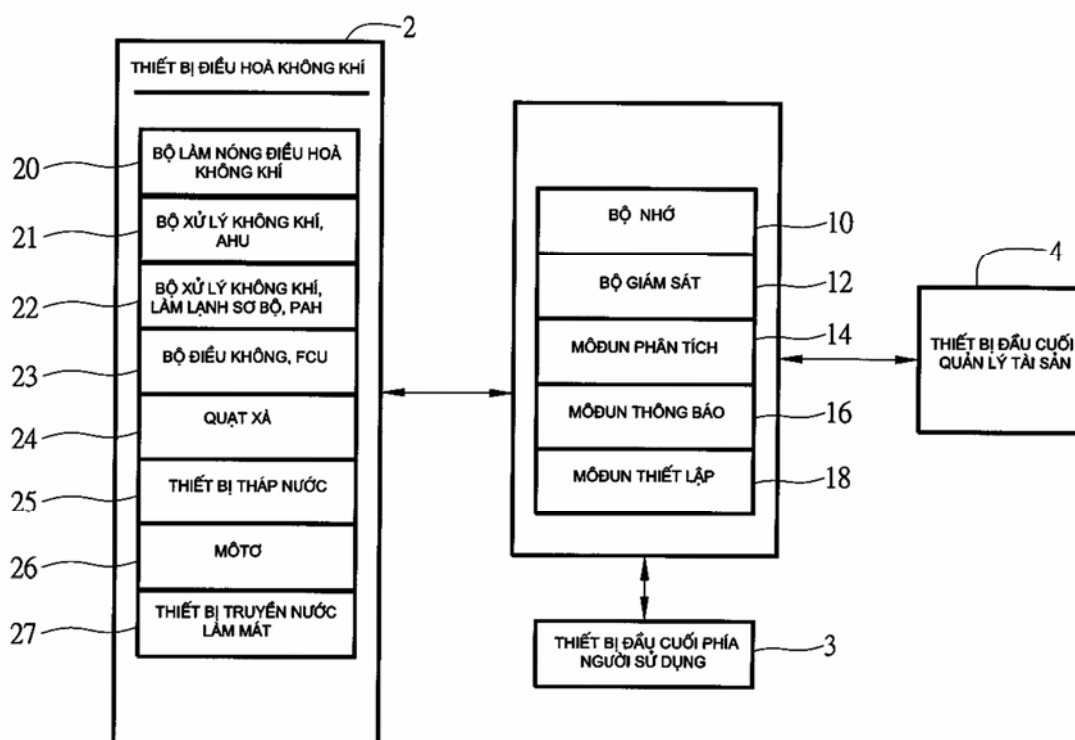 2
THIẾT BỊ ĐIỀU HOÀ KHÔNG KHÍ
20
BỘ LÀM NÓNG ĐIỀU HOÀ
KHÔNG KHÍ
21
BỘ XỬ LÝ KHÔNG KHÍ,
AHU
22
BỘ XỬ LÝ KHÔNG KHÍ,
LÀM LẠNH SƠ BỘ, PAH
23
BỘ ĐIỀU KHÔNG, FCU
24
QUẠT XẢ
25
THIẾT BỊ THÁP NƯỚC
26
MÔTƠ
27
THIẾT BỊ TRUYỀN NƯỚC
LÀM MÁT
BỘ NHỚ
10
BỘ GIÁM SÁT
12
MÔĐUN PHÂN TÍCH
14
MÔĐUN THÔNG BÁO
16
MÔĐUN THIẾT LẬP
18
THIẾT BỊ ĐẦU CUỐI PHÍA
NGƯỜI SỬ DỤNG
3
4
THIẾT BỊ ĐẦU CUỐI
QUẢN LÝ TÀI SẢN